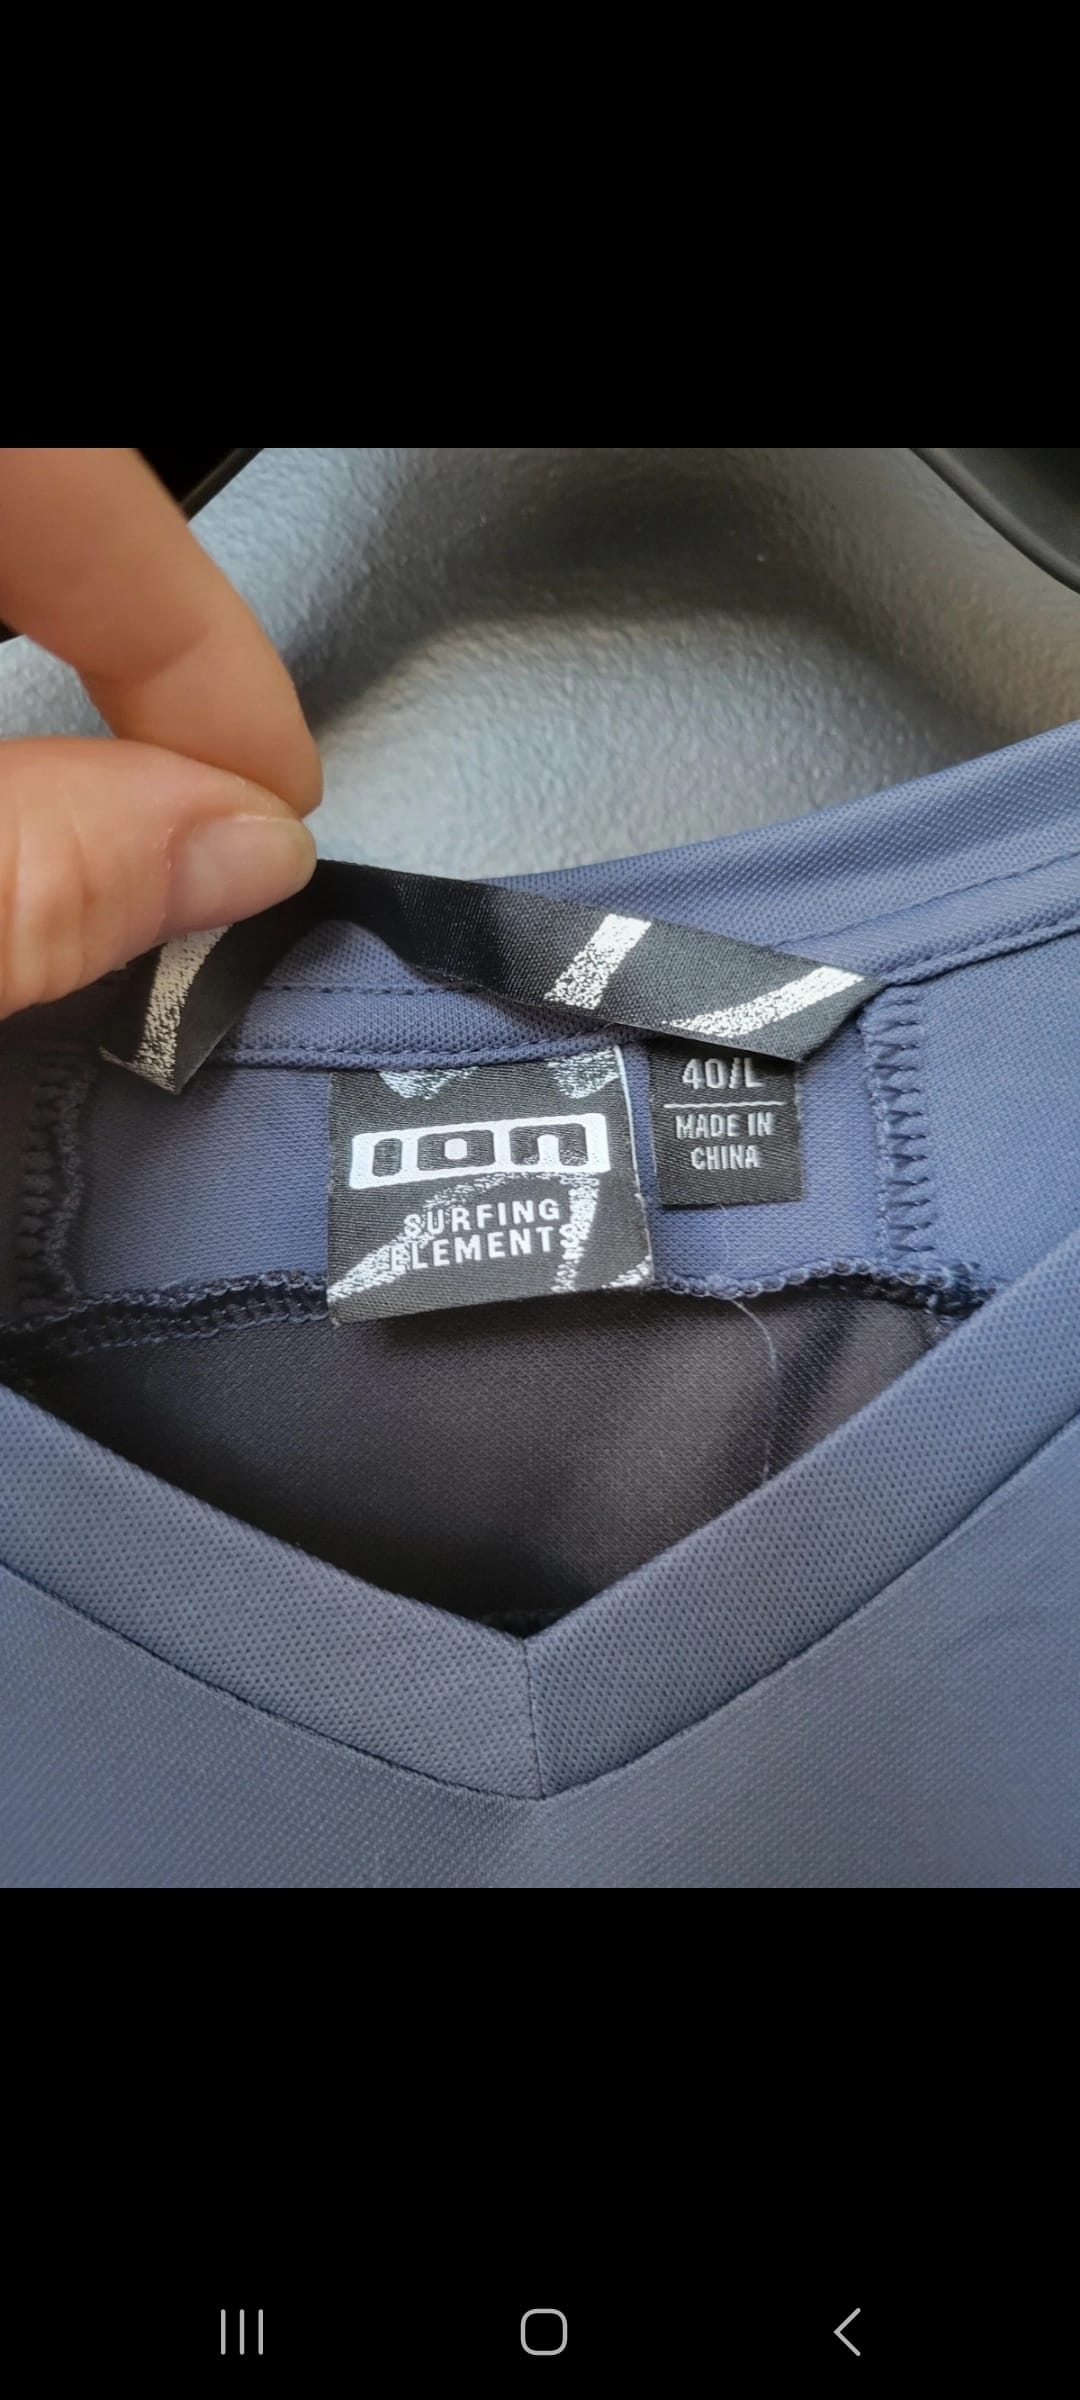 ion
SURFING
ELEMENTS
40/L
MADE IN
CHINA